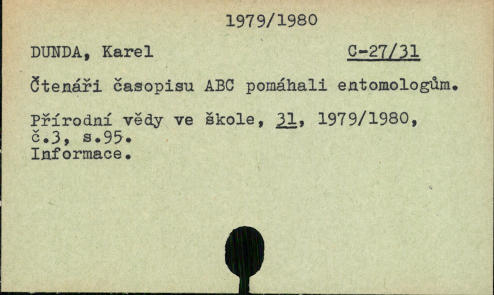 1979/1980
DUNDA, Karel C-27/31
Čtenáři časopisu ABC pomáhali entomologům.
Přírodní vědy ve škole, 31, 1979/1980,
č.3, s.95.
Informace.